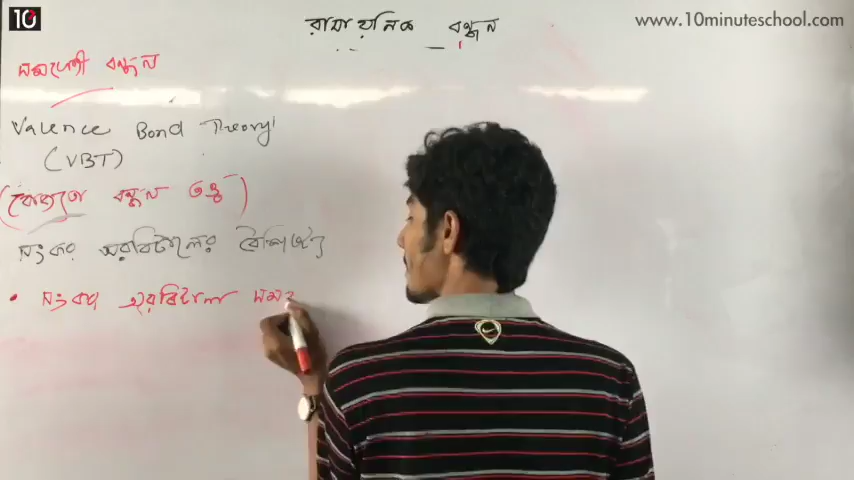 10
www.10minuteschool.com
রাসায়নিক বন্ধন
সমযোজী বন্ধন
Valence Bond Theory
(VBT)
(যোজ্যতা বন্ধন তত্ত্ব)
সংকর অরবিটালের বৈশিষ্ট্য
• সংকর অরবিটাল